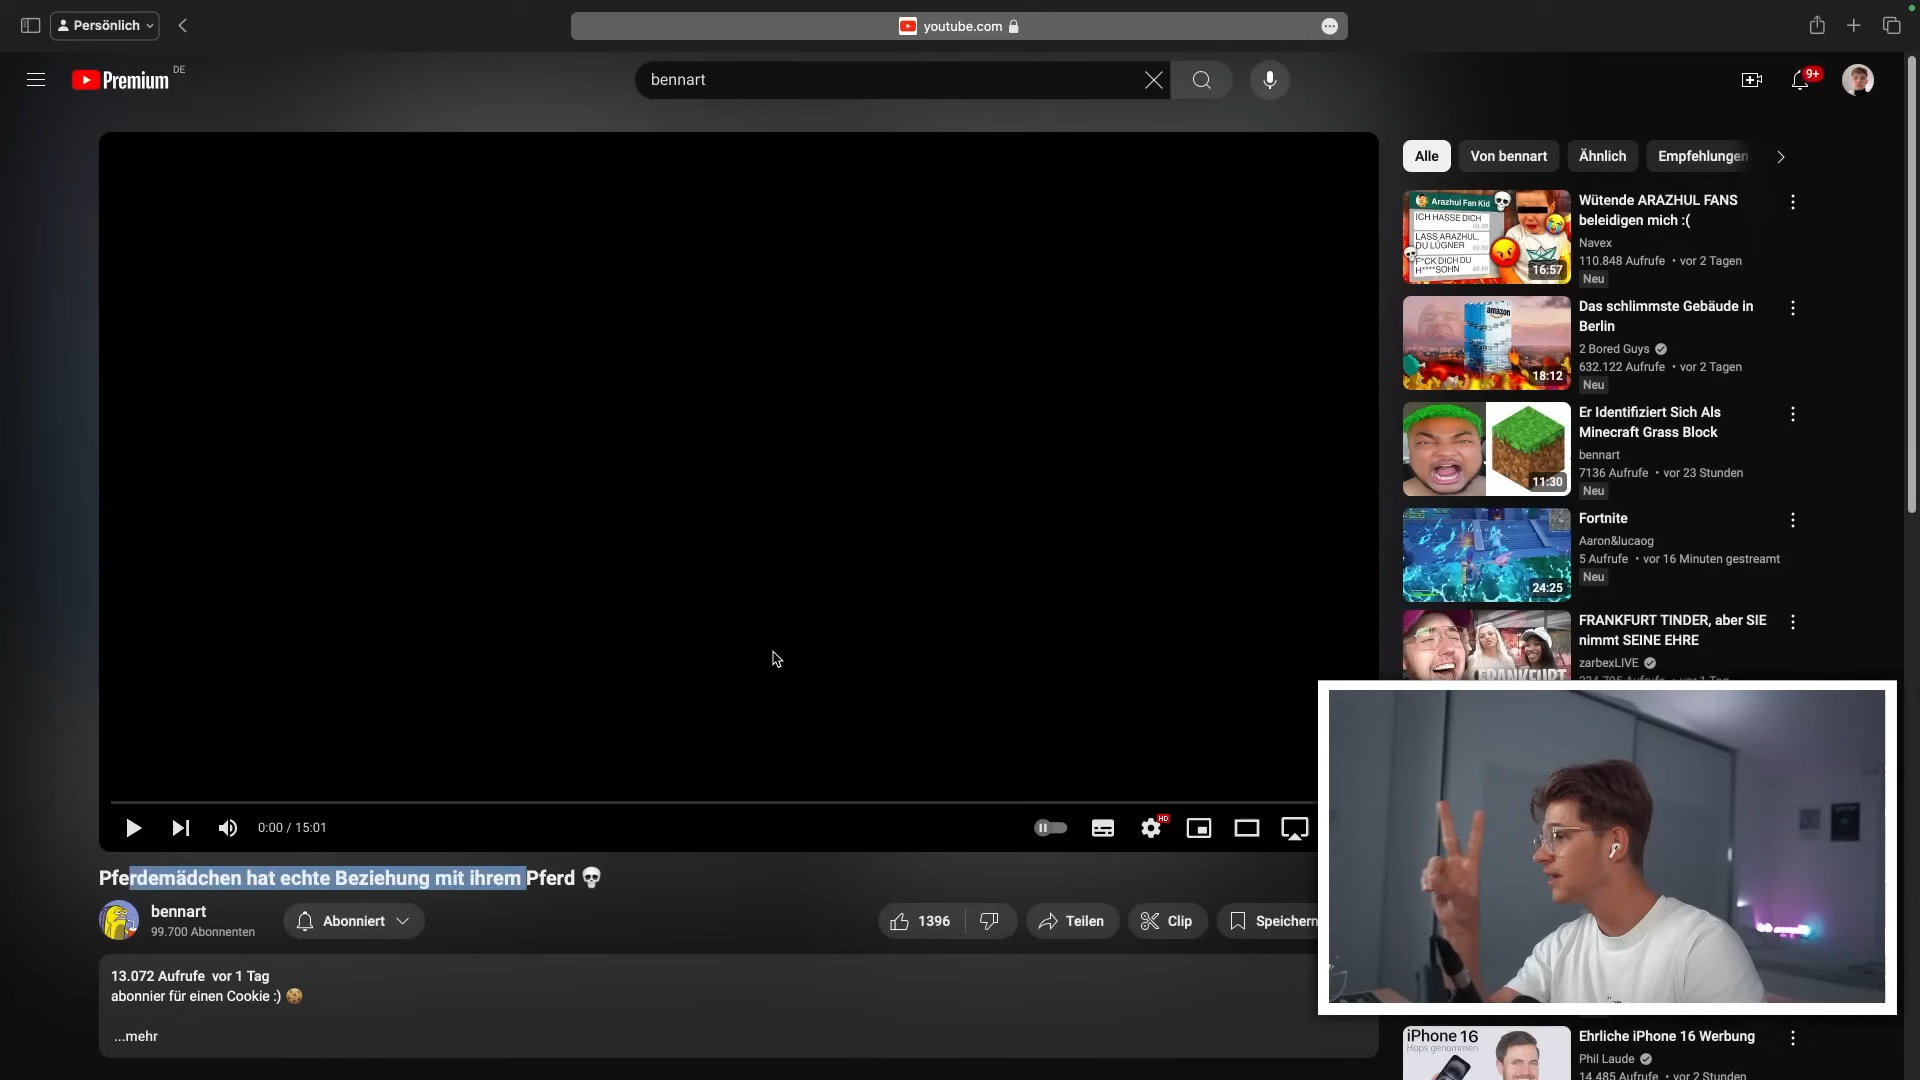 Persönlich
youtube.com
Premium DE
bennart
9+
Alle
Von bennart
Ähnlich
Empfehlungen
Arazhul Fan Kid
ICH HASSE DICH
LASS ARAZHUL,
DU LÜGNER
F*CK DICH DU
H****SOHN
16:57
Wütende ARAZHUL FANS
beleidigen mich :(
Navex
110.848 Aufrufe • vor 2 Tagen
Neu
amazon
18:12
Das schlimmste Gebäude in
Berlin
2 Bored Guys
632.122 Aufrufe • vor 2 Tagen
Neu
11:30
Er Identifiziert Sich Als
Minecraft Grass Block
bennart
7136 Aufrufe • vor 23 Stunden
Neu
24:25
Fortnite
Aaron&lucaog
5 Aufrufe • vor 16 Minuten gestreamt
Neu
FRANKFURT
FRANKFURT TINDER, aber SIE
nimmt SEINE EHRE
zarbexLIVE
0:00 / 15:01
HD
Pferdemädchen hat echte Beziehung mit ihrem Pferd 💀
bennart
99.700 Abonnenten
Abonniert
1396
Teilen
Clip
Speichern
13.072 Aufrufe vor 1 Tag
abonnier für einen Cookie :) 🍪
...mehr
iPhone 16
Hops genommen
Ehrliche iPhone 16 Werbung
Phil Laude
14.485 Aufrufe • vor 2 Stunden